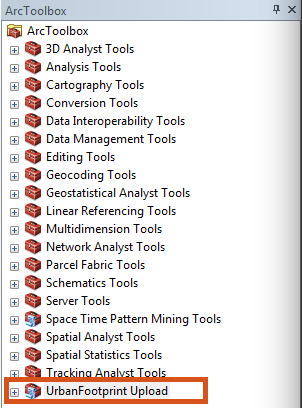 ArcToolbox
ArcToolbox
3D Analyst Tools
Analysis Tools
Cartography Tools
Conversion Tools
Data Interoperability Tools
Data Management Tools
Editing Tools
Geocoding Tools
Geostatistical Analyst Tools
Linear Referencing Tools
Multidimension Tools
Network Analyst Tools
Parcel Fabric Tools
Schematics Tools
Server Tools
Space Time Pattern Mining Tools
Spatial Analyst Tools
Spatial Statistics Tools
Tracking Analyst Tools
UrbanFootprint Upload